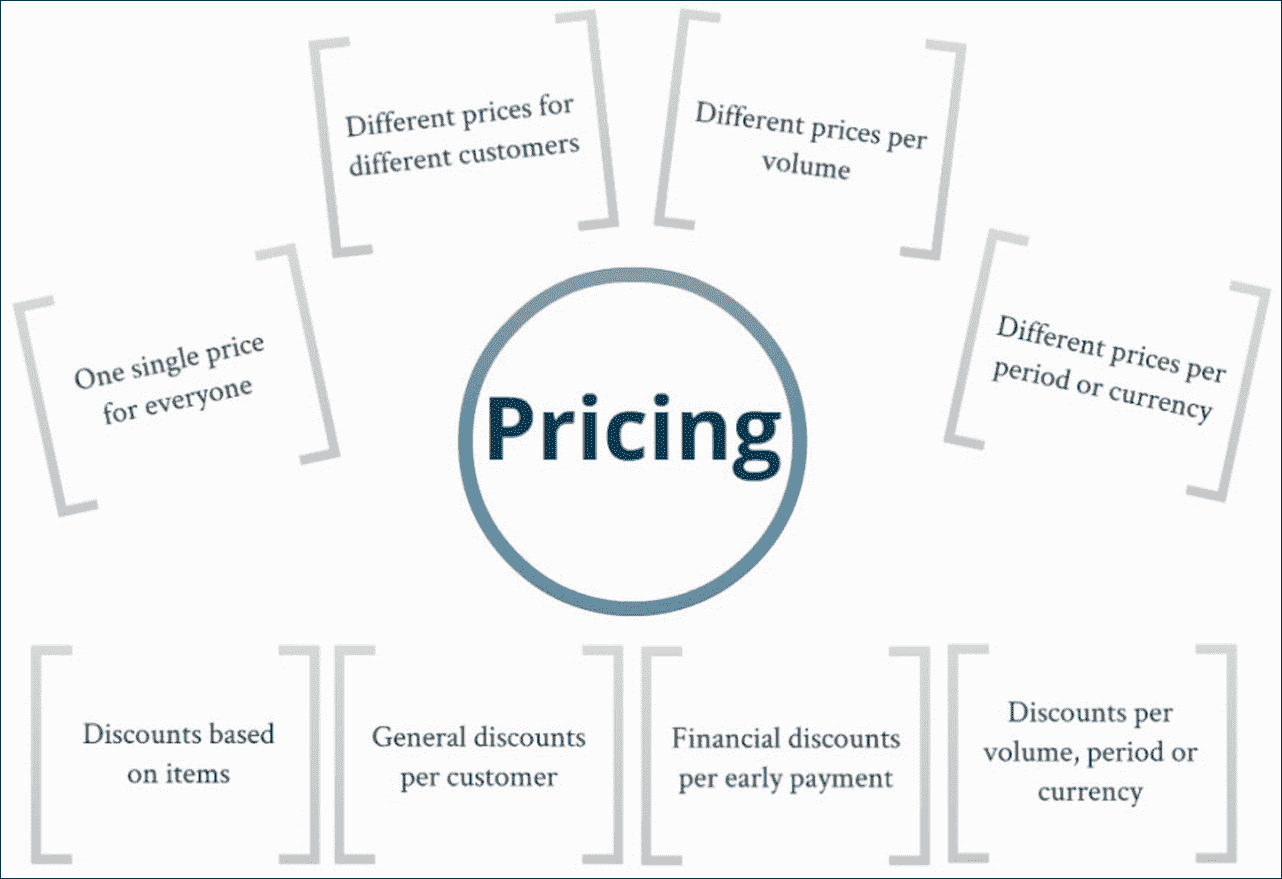 Different prices for
different customers
Different prices per
volume
One single price
for everyone
Different prices per
period or currency
Pricing
Discounts based
on items
General discounts
per customer
Financial discounts
per early payment
Discounts per
volume, period or
currency